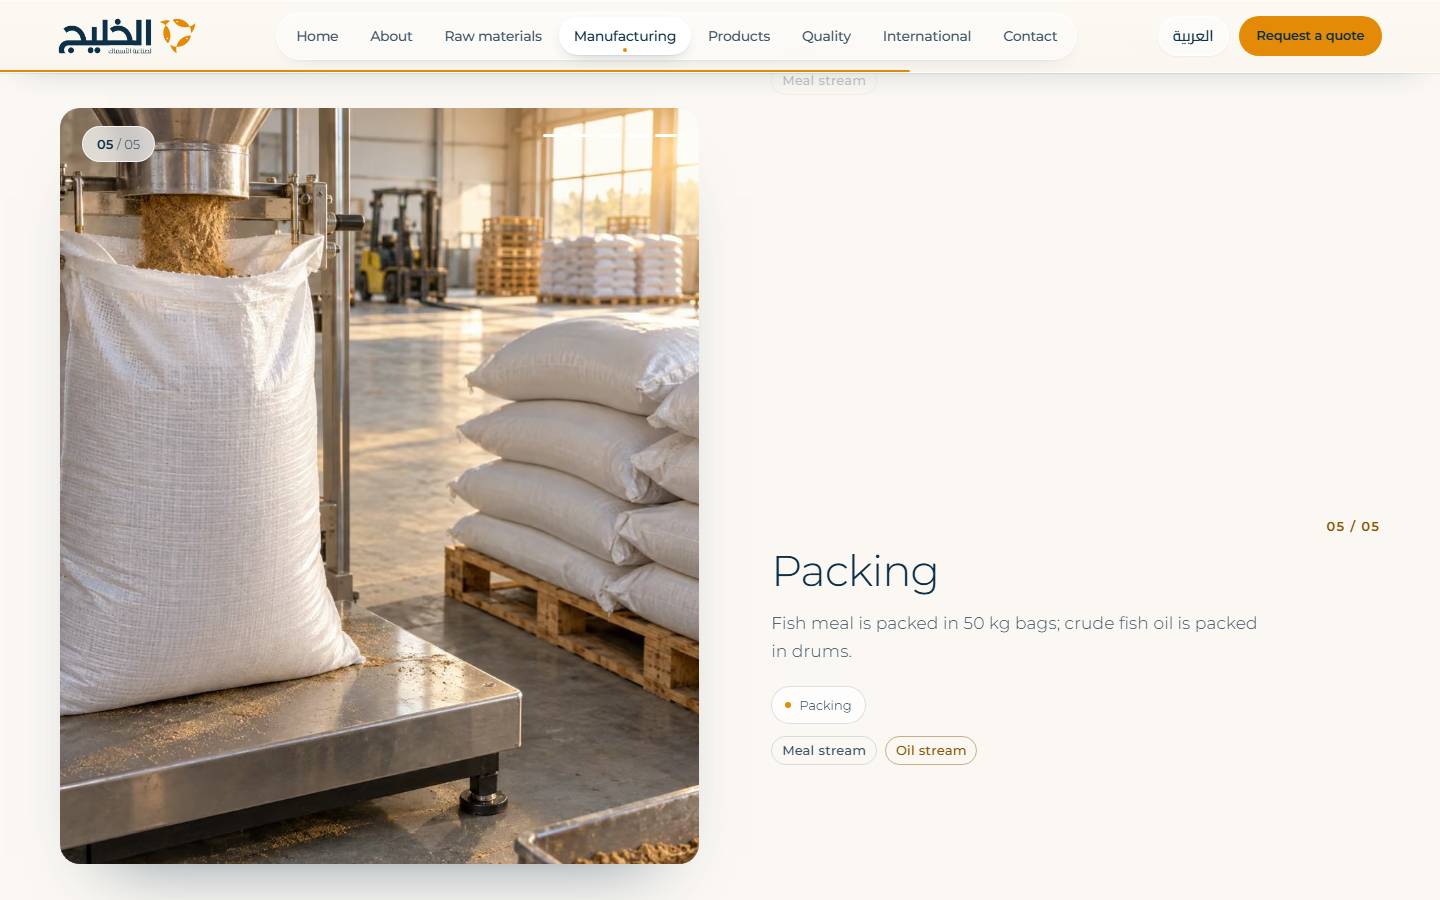 الخليج
لصناعة الأسماك
Home
About
Raw materials
Manufacturing
Products
Quality
International
Contact
العربية
Request a quote
Meal stream
05 / 05
05 / 05
Packing
Fish meal is packed in 50 kg bags; crude fish oil is packed
in drums.
Packing
Meal stream
Oil stream